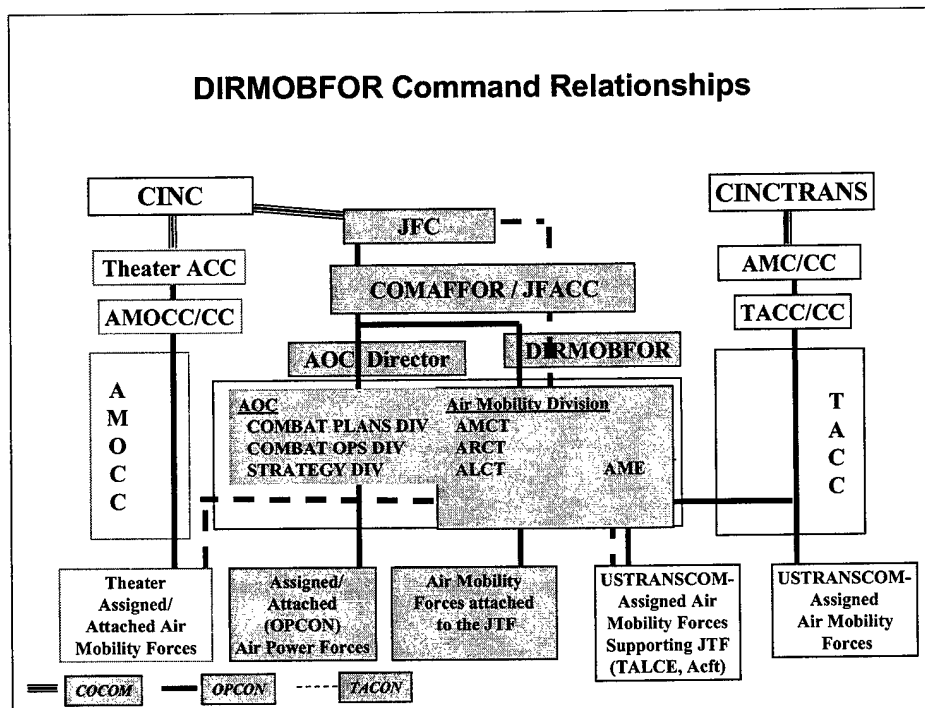 DIRMOBFOR Command Relationships
CINC
CINCTRANS
JFC
Theater ACC
AMC/CC
COMAFFOR / JFACC
AMOCC/CC
TACC/CC
AOC Director
DIRMOBFOR
A
M
O
C
C
AOC
COMBAT PLANS DIV
COMBAT OPS DIV
STRATEGY DIV
Air Mobility Division
AMCT
ARCT
ALCT
AME
T
A
C
C
Theater
Assigned/
Attached Air
Mobility Forces
Assigned/
Attached
(OPCON)
Air Power Forces
Air Mobility
Forces attached
to the JTF
USTRANSCOM-
Assigned Air
Mobility Forces
Supporting JTF
(TALCE, Acft)
USTRANSCOM-
Assigned
Air Mobility
Forces
COCOM
OPCON
TACON